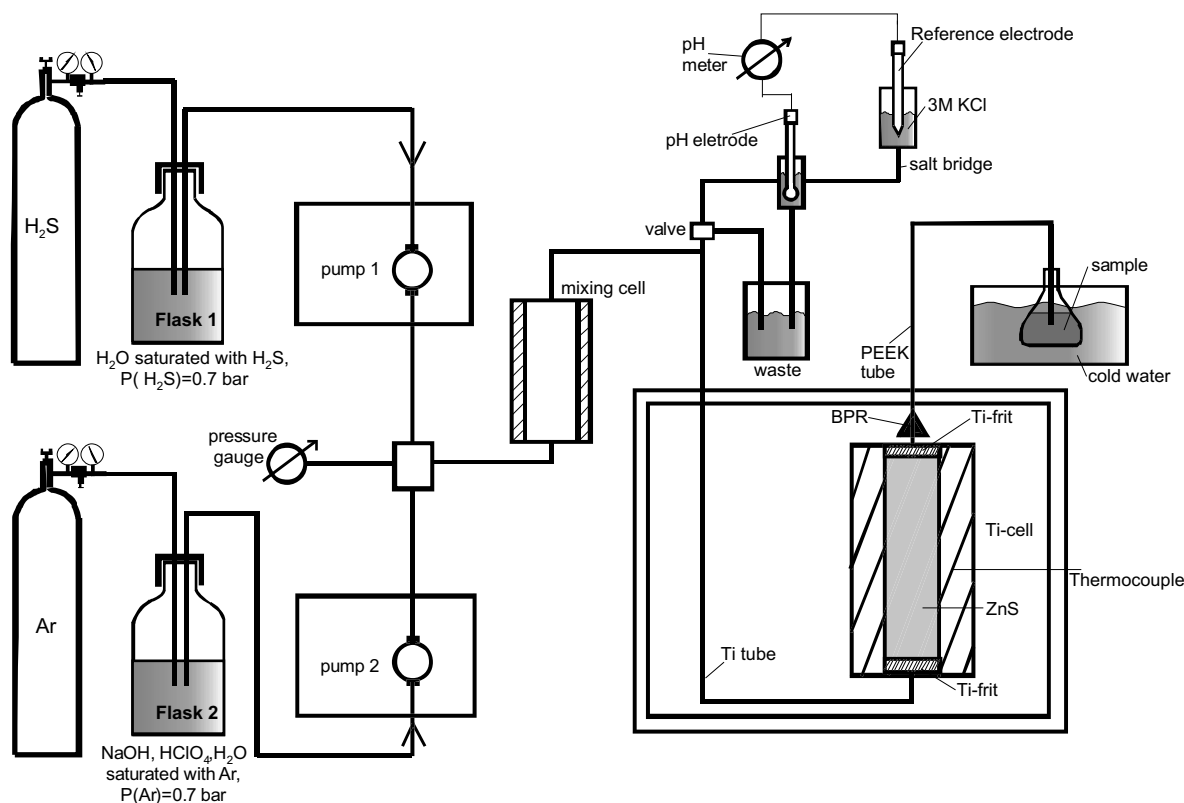 H2S
Flask 1
H2O saturated with H2S,
P( H2S)=0.7 bar
pump 1
pressure
gauge
Ar
Flask 2
NaOH, HClO4,H2O
saturated with Ar,
P(Ar)=0.7 bar
pump 2
mixing cell
pH
meter
Reference electrode
3M KCl
pH eletrode
salt bridge
valve
waste
PEEK
tube
sample
cold water
BPR
Ti-frit
Ti-cell
Thermocouple
ZnS
Ti tube
Ti-frit